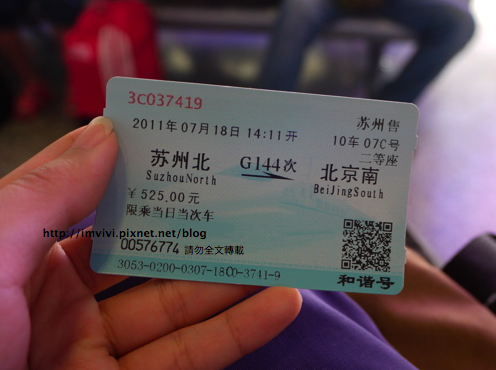 3C037419
苏州售
2011年07月18日 14:11开
10车 07C号
二等座
苏州北 G144次 北京南
SuzhouNorth BeiJingSouth
¥ 525.00元
限乘当日当次车
http://imvivi.pixnet.net/blog
00576774 請勿全文轉載
3053-0200-0307-18C0-3741-9
和谐号